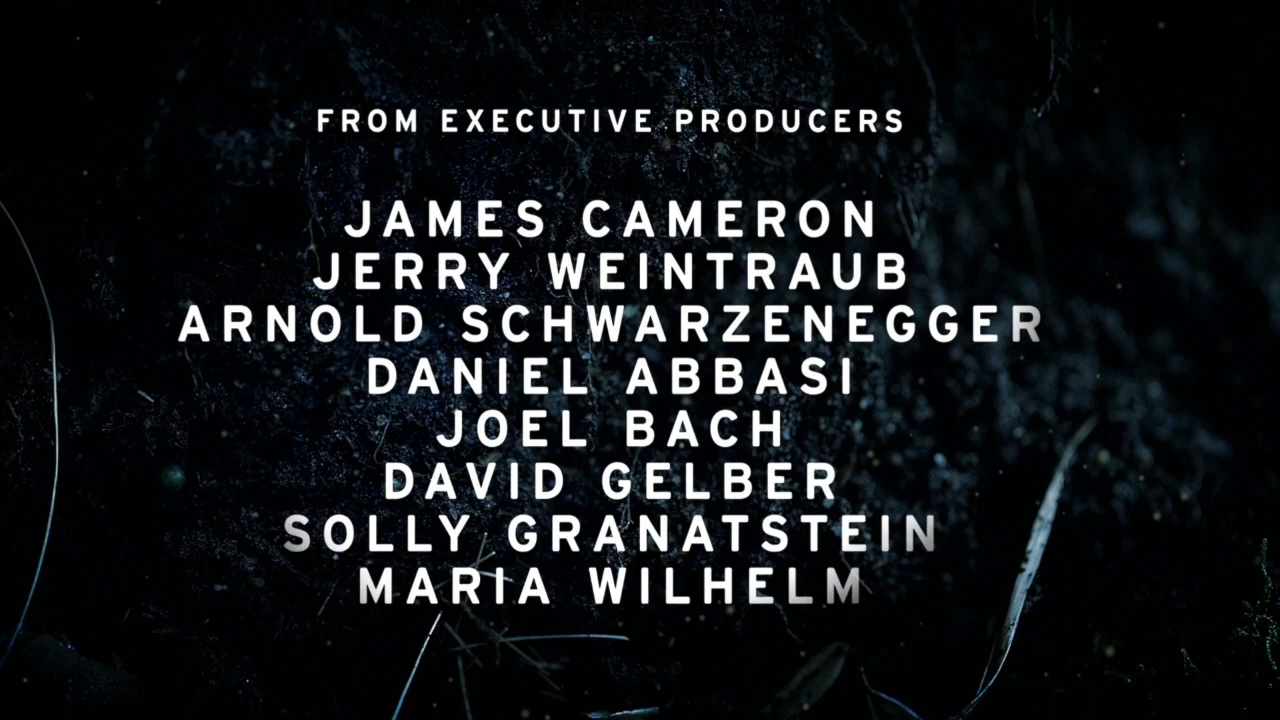 FROM EXECUTIVE PRODUCERS
JAMES CAMERON
JERRY WEINTRAUB
ARNOLD SCHWARZENEGGER
DANIEL ABBASI
JOEL BACH
DAVID GELBER
SOLLY GRANATSTEIN
MARIA WILHELM